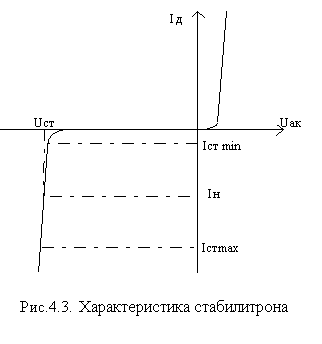 Iд
Uст
Uак
Iст min
Iн
Iстmax
Рис.4.3. Характеристика стабилитрона